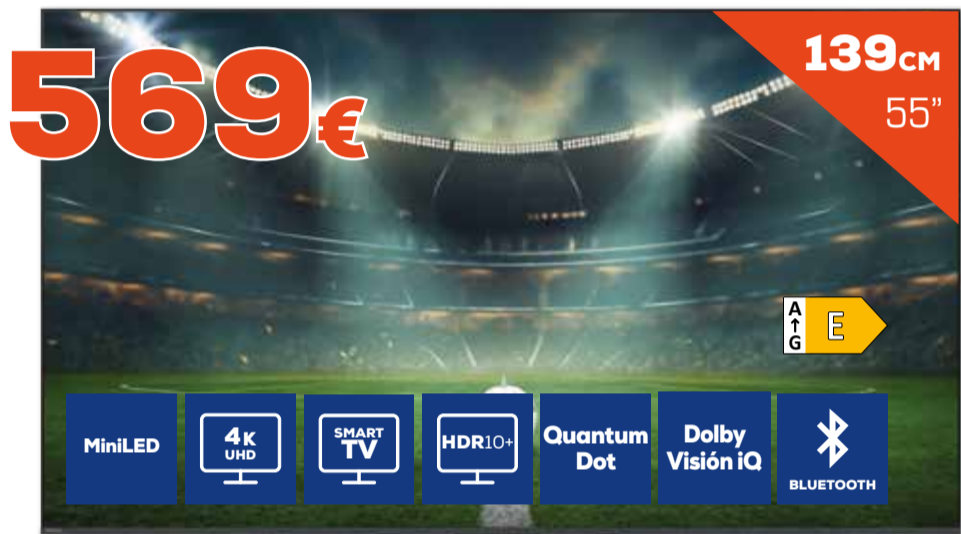 569€
139CM
55”
A
↑
G
E
MiniLED
4K
UHD
SMART
TV
HDR10+
Quantum
Dot
Dolby
Visión iQ
BLUETOOTH